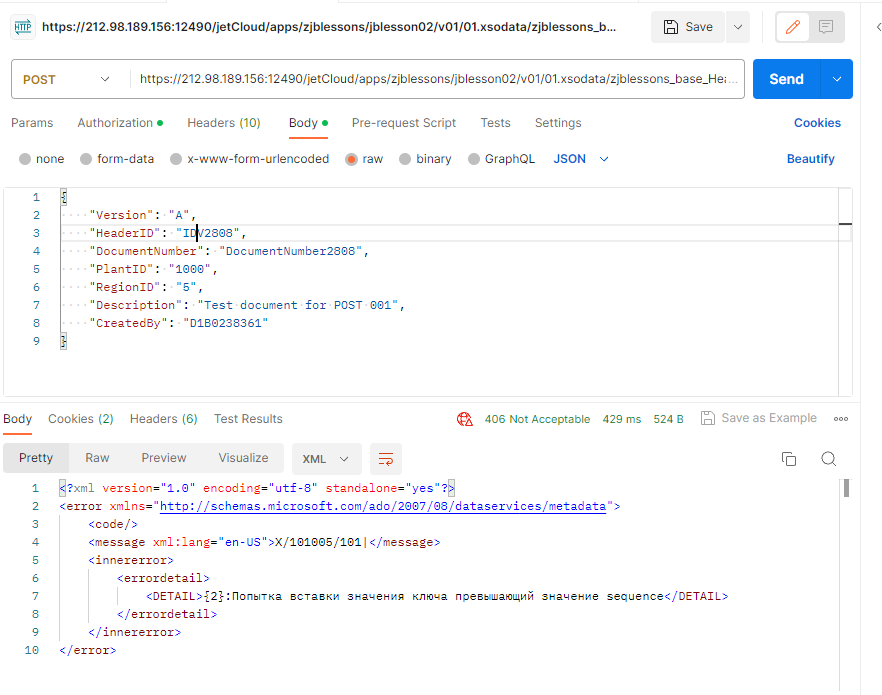 HTTP https://212.98.189.156:12490/jetCloud/apps/zjblessons/jblesson02/v01/01.xsodata/zjblessons_b... Save
POST https://212.98.189.156:12490/jetCloud/apps/zjblessons/jblesson02/v01/01.xsodata/zjblessons_base_Hea... Send
Params Authorization Headers (10) Body Pre-request Script Tests Settings Cookies
none form-data x-www-form-urlencoded raw binary GraphQL JSON Beautify
1 {
2 ····"Version":·"A",
3 ····"HeaderID":·"IDV2808",
4 ····"DocumentNumber":·"DocumentNumber2808",
5 ····"PlantID":·"1000",
6 ····"RegionID":·"5",
7 ····"Description":·"Test·document·for·POST·001",
8 ····"CreatedBy":·"D1B0238361"
9 }
Body Cookies (2) Headers (6) Test Results 406 Not Acceptable 429 ms 524 B Save as Example
Pretty Raw Preview Visualize XML
1 <?xml version="1.0" encoding="utf-8" standalone="yes"?>
2 <error xmlns="http://schemas.microsoft.com/ado/2007/08/dataservices/metadata">
3 <code/>
4 <message xml:lang="en-US">X/101005/101|</message>
5 <innererror>
6 <errordetail>
7 <DETAIL>{2}:Попытка вставки значения ключа превышающий значение sequence</DETAIL>
8 </errordetail>
9 </innererror>
10 </error>